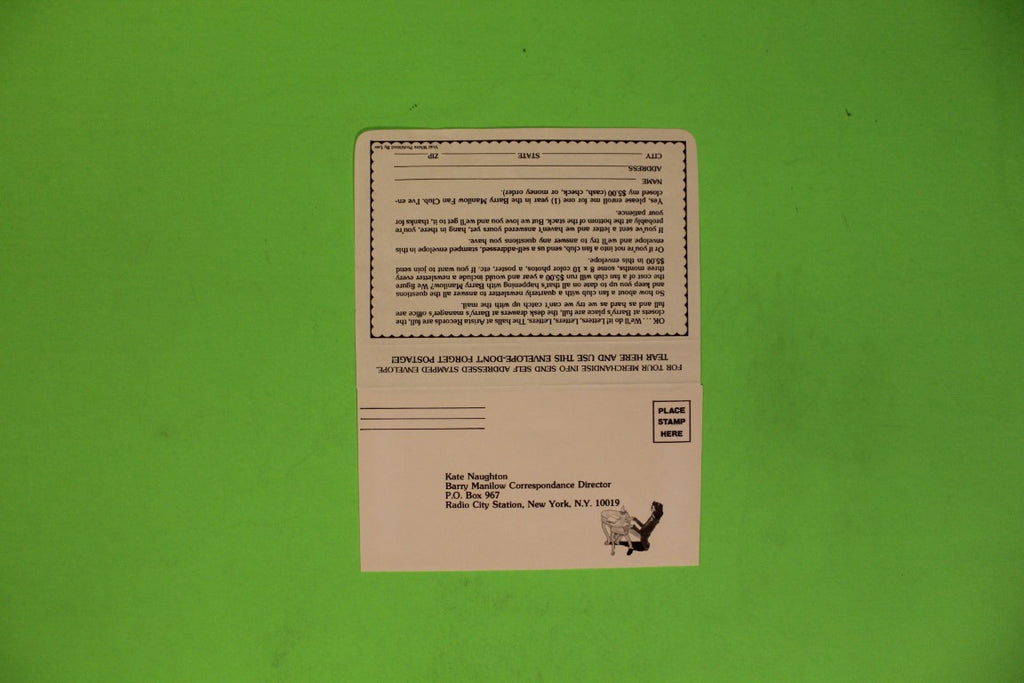 FOR TOUR MERCHANDISE INFO SEND SELF ADDRESSED STAMPED ENVELOPE.
TEAR HERE AND USE THIS ENVELOPE-DON'T FORGET POSTAGE!
OK . . . We'll do it! Letters, Letters, Letters. The halls at Arista Records are full, the
closets at Barry's place are full, the desk drawers at Barry's manager's office are
full and as hard as we try we can't catch up with the mail.
So how about a fan club with a quarterly newsletter to answer all the questions
and keep you up to date on all that's happening with Barry Manilow? We figure
the cost of a fan club will run $5.00 a year and would include a newsletter every
three months, some 8 x 10 color photos, a poster, etc. If you want to join send
$5.00 in this envelope.
Or if you're not into a fan club, send us a self-addressed, stamped envelope in this
envelope and we'll try to answer any questions you have.
If you've sent a letter and we haven't answered yours yet, hang in there, you're
probably at the bottom of the stack. But we love you and we'll get to it, thanks for
your patience.
Yes, please enroll me for one (1) year in the Barry Manilow Fan Club. I've en-
closed my $5.00 (cash, check, or money order).
NAME
ADDRESS
CITY STATE ZIP
Void Where Prohibited By Law
PLACE
STAMP
HERE
Kate Naughton
Barry Manilow Correspondance Director
P.O. Box 967
Radio City Station, New York, N.Y. 10019